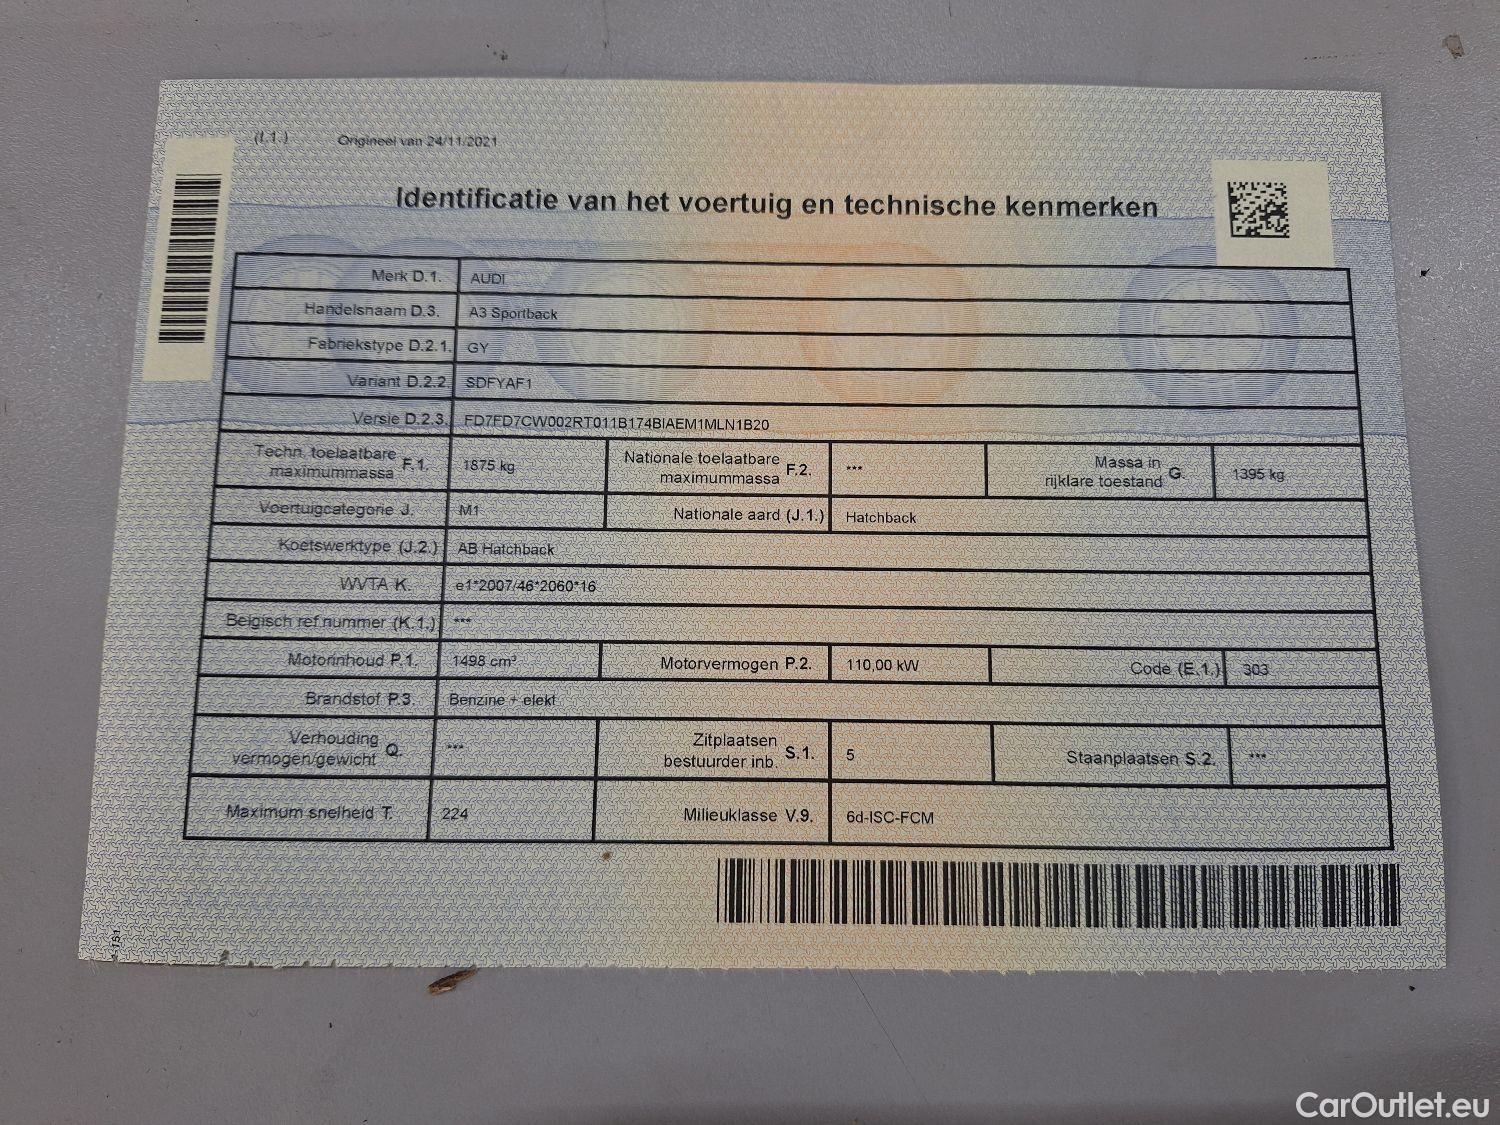 (I.1.) Origineel van 24/11/2021
Identificatie van het voertuig en technische kenmerken
Merk D.1. AUDI
Handelsnaam D.3. A3 Sportback
Fabriekstype D.2.1. GY
Variant D.2.2. SDFYAF1
Versie D.2.3. FD7FD7CW002RT011B174BIAEM1MLN1B20
Techn. toelaatbare maximummassa F.1. 1875 kg Nationale toelaatbare maximummassa F.2. *** Massa in rijklare toestand G. 1395 kg
Voertuigcategorie J. M1 Nationale aard (J.1.) Hatchback
Koetswerktype (J.2.) AB Hatchback
WVTA K. e1*2007/46*2060*16
Belgisch ref.nummer (K.1.) ***
Motorinhoud P.1. 1498 cm³ Motorvermogen P.2. 110,00 kW Code (E.1.) 303
Brandstof P.3. Benzine + elekt
Verhouding vermogen/gewicht Q. *** Zitplaatsen bestuurder inb. S.1. 5 Staanplaatsen S.2. ***
Maximum snelheid T. 224 Milieuklasse V.9. 6d-ISC-FCM
CarOutlet.eu